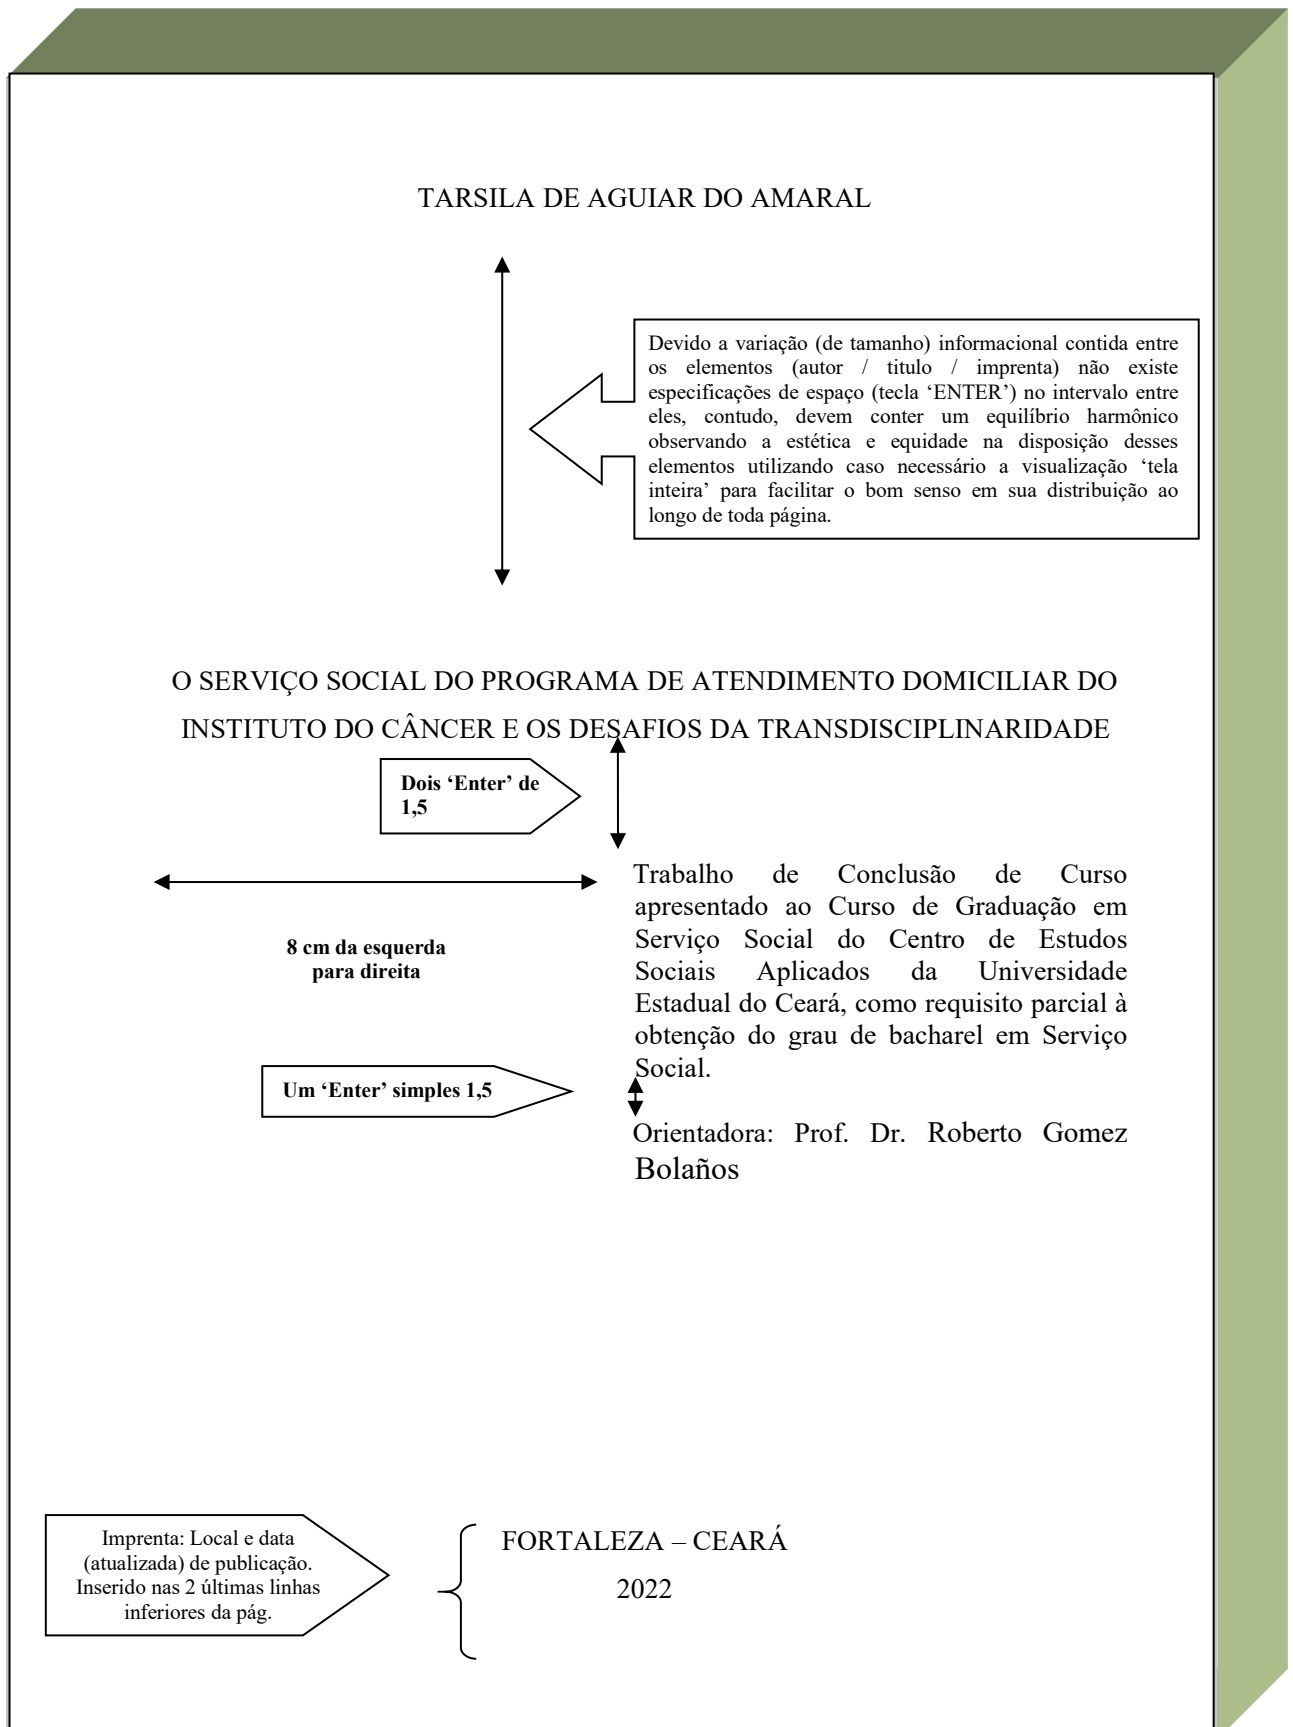 TARSILA DE AGUIAR DO AMARAL
Devido a variação (de tamanho) informacional contida entre
os elementos (autor / titulo / imprenta) não existe
especificações de espaço (tecla ‘ENTER’) no intervalo entre
eles, contudo, devem conter um equilíbrio harmônico
observando a estética e equidade na disposição desses
elementos utilizando caso necessário a visualização ‘tela
inteira’ para facilitar o bom senso em sua distribuição ao
longo de toda página.
O SERVIÇO SOCIAL DO PROGRAMA DE ATENDIMENTO DOMICILIAR DO
INSTITUTO DO CÂNCER E OS DESAFIOS DA TRANSDISCIPLINARIDADE
Dois ‘Enter’ de
1,5
8 cm da esquerda
para direita
Trabalho de Conclusão de Curso
apresentado ao Curso de Graduação em
Serviço Social do Centro de Estudos
Sociais Aplicados da Universidade
Estadual do Ceará, como requisito parcial à
obtenção do grau de bacharel em Serviço
Social.
Um ‘Enter’ simples 1,5
Orientadora: Prof. Dr. Roberto Gomez
Bolaños
Imprenta: Local e data
(atualizada) de publicação.
Inserido nas 2 últimas linhas
inferiores da pág.
FORTALEZA – CEARÁ
2022